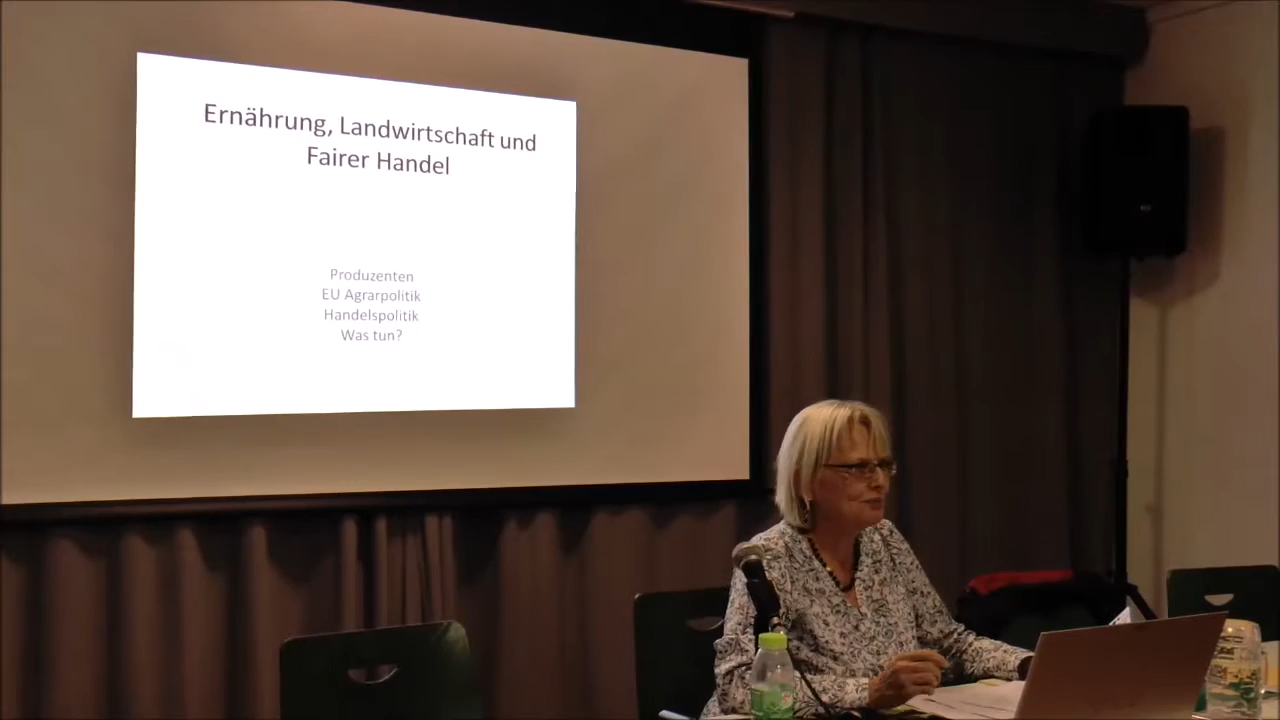 Ernährung, Landwirtschaft und
Fairer Handel
Produzenten
EU Agrarpolitik
Handelspolitik
Was tun?